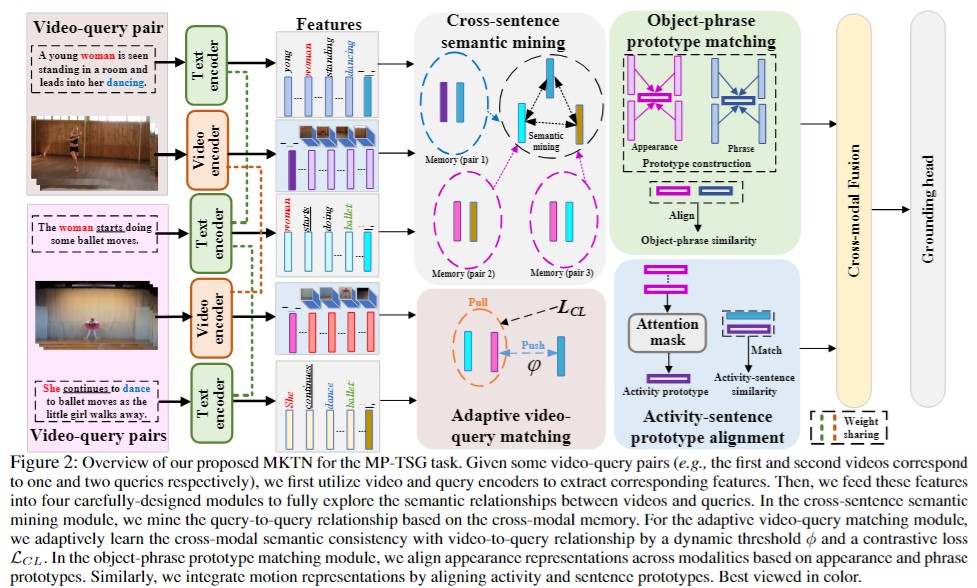 Video-query pair
A young woman is seen
standing in a room and
leads into her dancing.
The woman starts doing
some ballet moves.
She continues to dance
to ballet moves as the
little girl walks away.
Video-query pairs
Text
encoder
Video
encoder
Text
encoder
Video
encoder
Text
encoder
Features
yong
woman
...
standing
...
dancing
woman
starts
doing
...
ballet
She
continues
dance
...
ballet
Cross-sentence
semantic mining
Memory (pair 1)
Semantic
mining
Memory (pair 2)
Memory (pair 3)
Pull
L_CL
Push
φ
Adaptive video-
query matching
Object-phrase
prototype matching
Appearance
Phrase
Prototype construction
Align
Object-phrase similarity
Attention
mask
Match
Activity prototype
Activity-sentence
similarity
Activity-sentence
prototype alignment
Weight
sharing
Cross-modal Fusion
Grounding head
Figure 2: Overview of our proposed MKTN for the MP-TSG task. Given some video-query pairs (e.g., the first and second videos correspond
to one and two queries respectively), we first utilize video and query encoders to extract corresponding features. Then, we feed these features
into four carefully-designed modules to fully explore the semantic relationships between videos and queries. In the cross-sentence semantic
mining module, we mine the query-to-query relationship based on the cross-modal memory. For the adaptive video-query matching module,
we adaptively learn the cross-modal semantic consistency with video-to-query relationship by a dynamic threshold ϕ and a contrastive loss
L_CL. In the object-phrase prototype matching module, we align appearance representations across modalities based on appearance and phrase
prototypes. Similarly, we integrate motion representations by aligning activity and sentence prototypes. Best viewed in color.